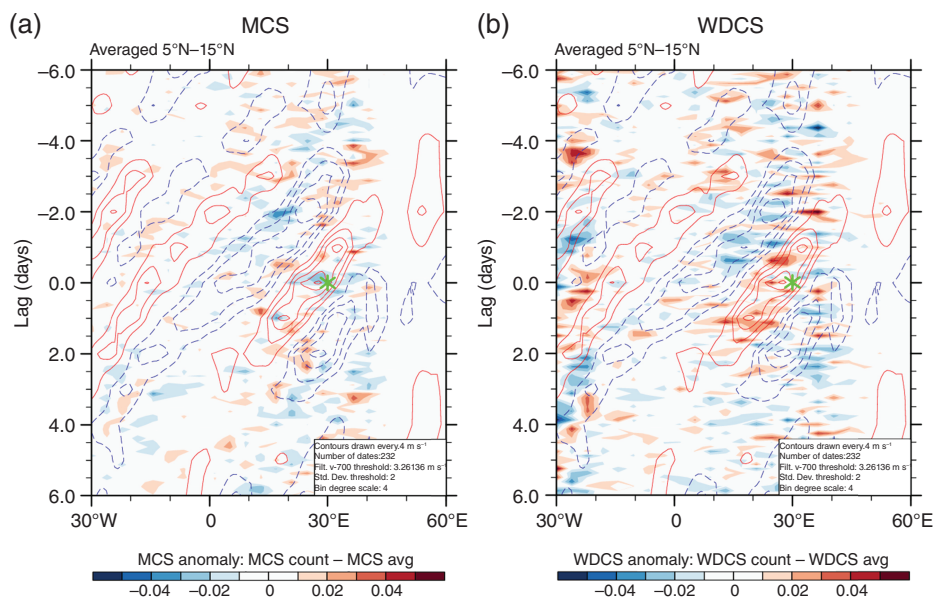 (a) MCS
Averaged 5°N–15°N
−6.0
−4.0
−2.0
0.0
2.0
4.0
6.0
Lag (days)
30°W 0 30°E 60°E
Contours drawn every.4 m s⁻¹
Number of dates:232
Filt. v-700 threshold: 3.26136 m s⁻
Std. Dev. threshold: 2
Bin degree scale: 4
MCS anomaly: MCS count – MCS avg
−0.04 −0.02 0 0.02 0.04
(b) WDCS
Averaged 5°N–15°N
−6.0
−4.0
−2.0
0.0
2.0
4.0
6.0
Lag (days)
30°W 0 30°E 60°E
Contours drawn every.4 m s⁻¹
Number of dates:232
Filt. v-700 threshold: 3.26136 m s⁻
Std. Dev. threshold: 2
Bin degree scale: 4
WDCS anomaly: WDCS count – WDCS avg
−0.04 −0.02 0 0.02 0.04